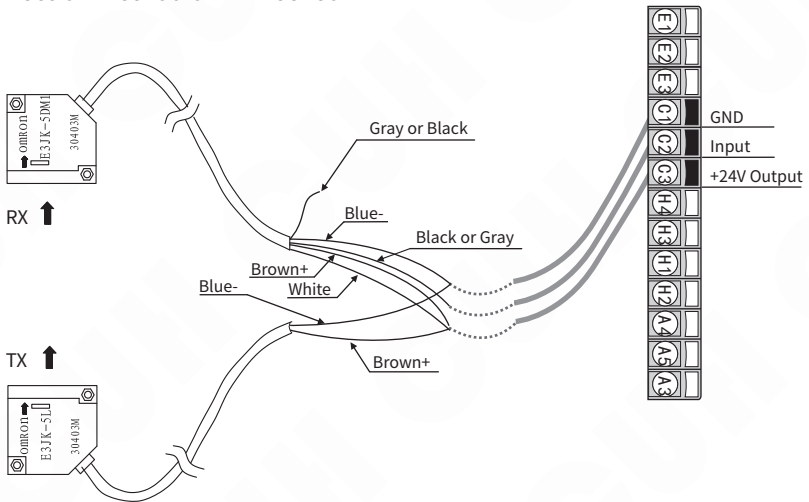 omRon
E3JK-5DM1
30403M
RX
Gray or Black
Blue-
Black or Gray
Brown+
White
Blue-
Brown+
TX
omRon
E3JK-5L
30403M
E1
E2
E3
C1
GND
C2
Input
C3
+24V Output
H4
H3
H1
H2
A4
A5
A3